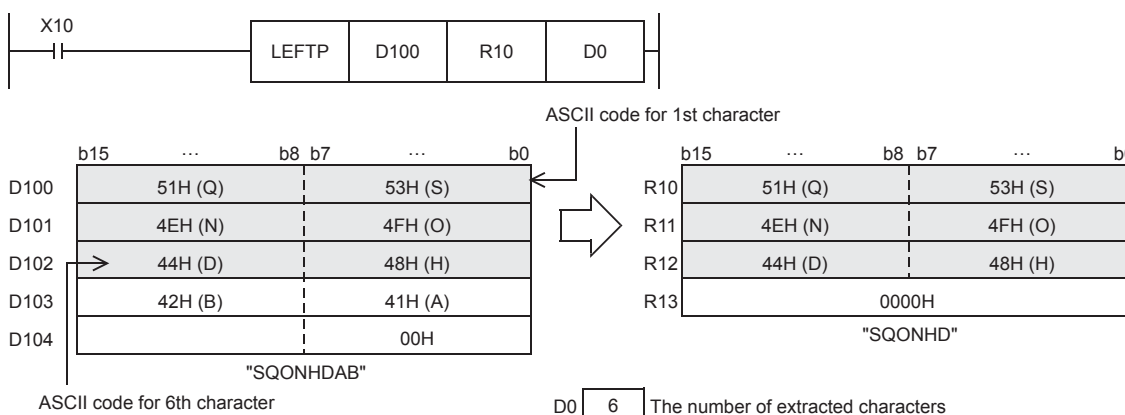 X10
LEFTP D100 R10 D0
ASCII code for 1st character
b15 ... b8 b7 ... b0
D100 51H (Q) 53H (S)
D101 4EH (N) 4FH (O)
D102 44H (D) 48H (H)
D103 42H (B) 41H (A)
D104 00H
"SQONHDAB"
ASCII code for 6th character
b15 ... b8 b7 ...
R10 51H (Q) 53H (S)
R11 4EH (N) 4FH (O)
R12 44H (D) 48H (H)
R13 0000H
"SQONHD"
D0 6 The number of extracted characters